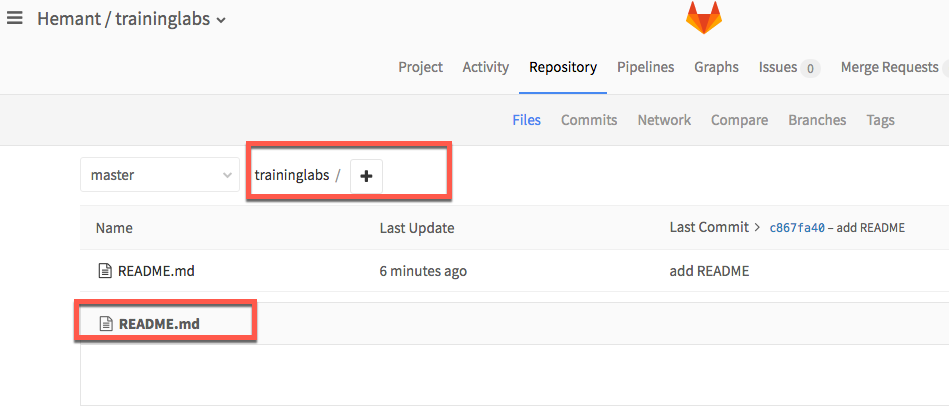 Hemant / traininglabs
Project Activity Repository Pipelines Graphs Issues 0 Merge Requests
Files Commits Network Compare Branches Tags
master traininglabs / +
Name Last Update Last Commit > c867fa40 – add README
README.md 6 minutes ago add README
README.md